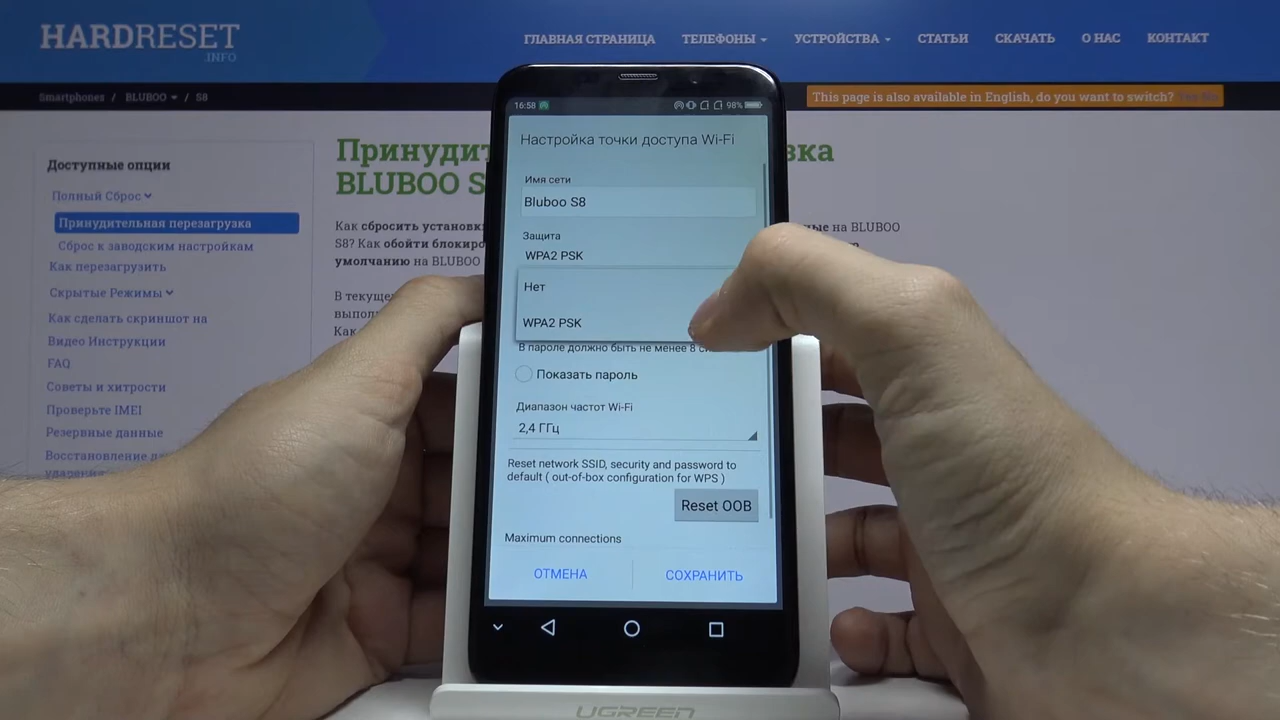 HARDRESET
.INFO
ГЛАВНАЯ СТРАНИЦА
ТЕЛЕФОНЫ
УСТРОЙСТВА
СТАТЬИ
СКАЧАТЬ
О НАС
КОНТАКТ
Smartphones / BLUBOO / S8
This page is also available in English, do you want to switch?
Доступные опции
Полный Сброс
Принудительная перезагрузка
Сброс к заводским настройкам
Как перезагрузить
Скрытые Режимы
Как сделать скриншот на
Видео Инструкции
FAQ
Советы и хитрости
Проверьте IMEI
Резервные данные
Принудит
BLUBOO S
Как сбросить установк
на BLUBOO
S8? Как обойти блокиро
умолчанию на BLUBOO
В текуще
выпол
Как
16:58
98%
Настройка точки доступа Wi-Fi
Имя сети
Bluboo S8
Защита
WPA2 PSK
Нет
WPA2 PSK
В пароле должно быть не менее 8
Показать пароль
Диапазон частот Wi-Fi
2,4 ГГц
Reset network SSID, security and password to
default ( out-of-box configuration for WPS )
Reset OOB
Maximum connections
ОТМЕНА
СОХРАНИТЬ
UGREEN